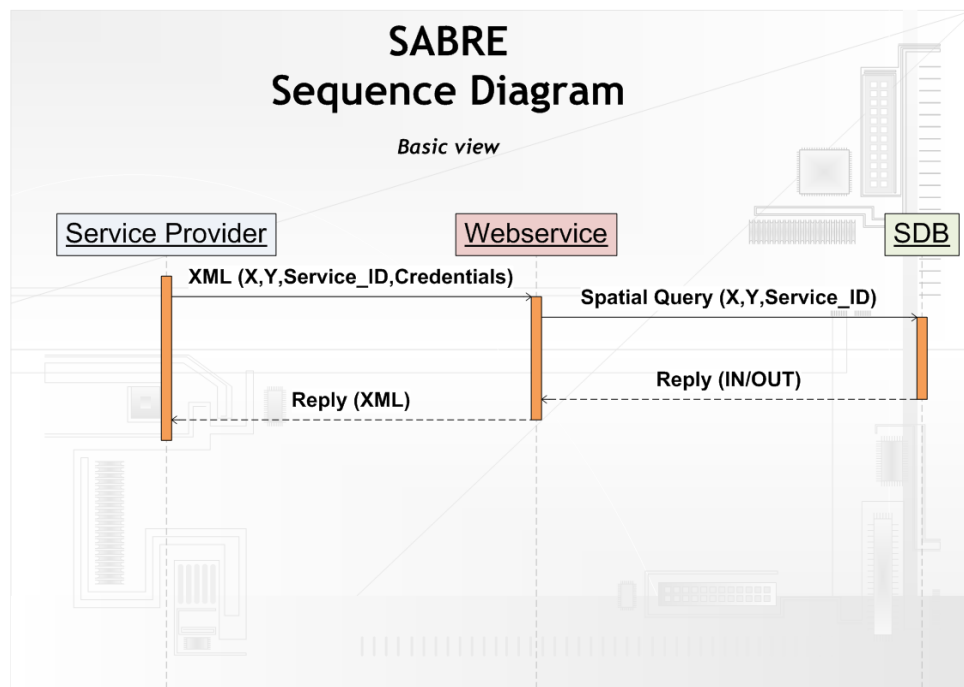 SABRE
Sequence Diagram
Basic view
Service Provider
Webservice
SDB
XML (X,Y,Service_ID,Credentials)
Spatial Query (X,Y,Service_ID)
Reply (IN/OUT)
Reply (XML)